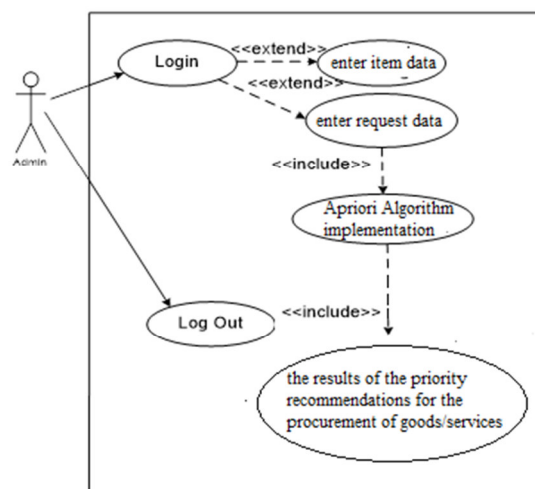 Login
<<extend>>
enter item data
<<extend>>
enter request data
Admin
<<include>>
Apriori Algorithm
implementation
<<include>>
Log Out
the results of the priority
recommendations for the
procurement of goods/services